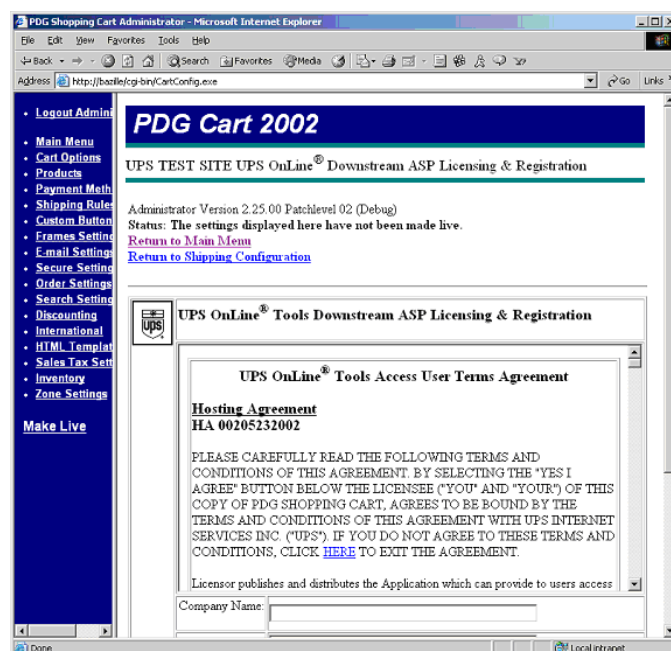 PDG Shopping Cart Administrator - Microsoft Internet Explorer
File Edit View Favorites Tools Help
Back Search Favorites Media
Address http://bazille/cgi-bin/CartConfig.exe Go Links
Logout Admini
Main Menu
Cart Options
Products
Payment Meth
Shipping Rules
Custom Button
Frames Setting
E-mail Settings
Secure Setting
Order Settings
Search Setting
Discounting
International
HTML Templat
Sales Tax Sett
Inventory
Zone Settings
Make Live
PDG Cart 2002
UPS TEST SITE UPS OnLine® Downstream ASP Licensing & Registration
Administrator Version 2.25.00 Patchlevel 02 (Debug)
Status: The settings displayed here have not been made live.
Return to Main Menu
Return to Shipping Configuration
ups
UPS OnLine® Tools Downstream ASP Licensing & Registration
UPS OnLine® Tools Access User Terms Agreement
Hosting Agreement
HA 00205232002
PLEASE CAREFULLY READ THE FOLLOWING TERMS AND
CONDITIONS OF THIS AGREEMENT. BY SELECTING THE "YES I
AGREE" BUTTON BELOW THE LICENSEE ("YOU" AND "YOUR") OF THIS
COPY OF PDG SHOPPING CART, AGREES TO BE BOUND BY THE
TERMS AND CONDITIONS OF THIS AGREEMENT WITH UPS INTERNET
SERVICES INC. ("UPS"). IF YOU DO NOT AGREE TO THESE TERMS AND
CONDITIONS, CLICK HERE TO EXIT THE AGREEMENT.
Licensor publishes and distributes the Application which can provide to users access
Company Name:
Done Local intranet